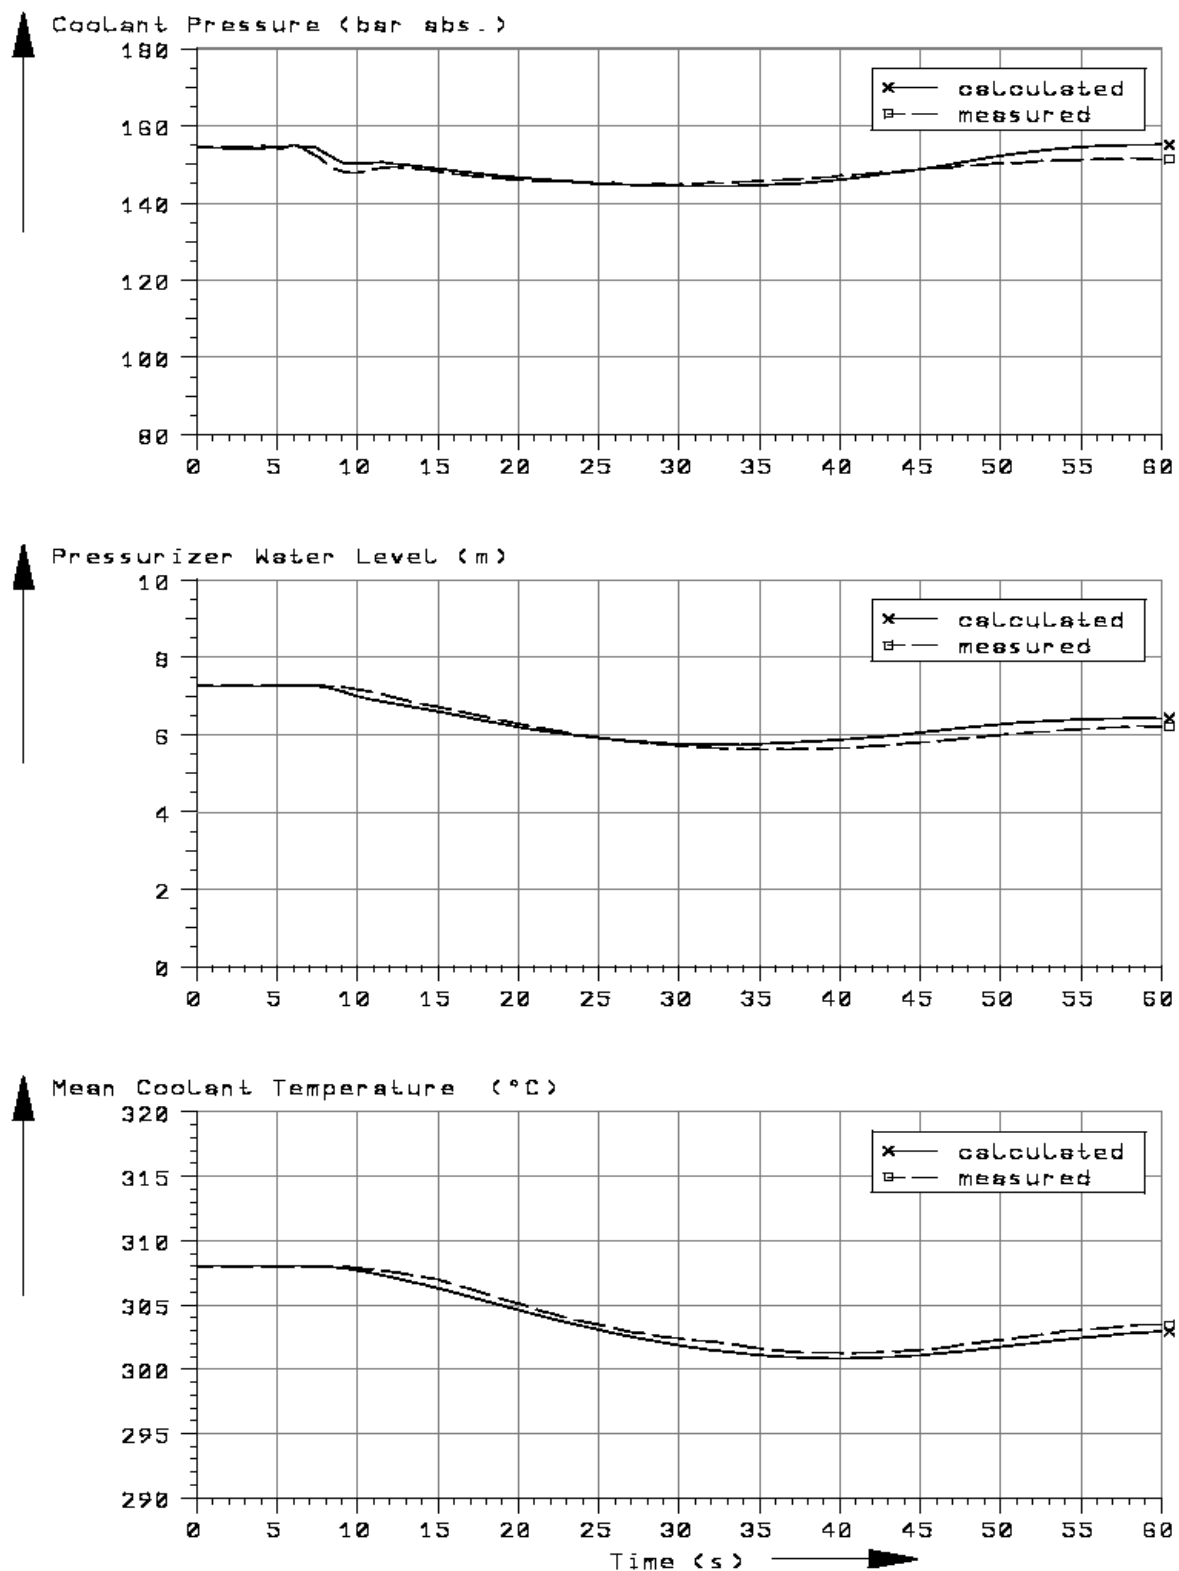 Coolant Pressure (bar abs.)
180
calculated
measured
160
140
120
100
80
0 5 10 15 20 25 30 35 40 45 50 55 60
Pressurizer Water Level (m)
10
calculated
measured
8
6
4
2
0
0 5 10 15 20 25 30 35 40 45 50 55 60
Mean Coolant Temperature (°C)
320
calculated
measured
315
310
305
300
295
290
0 5 10 15 20 25 30 35 40 45 50 55 60
Time (s)